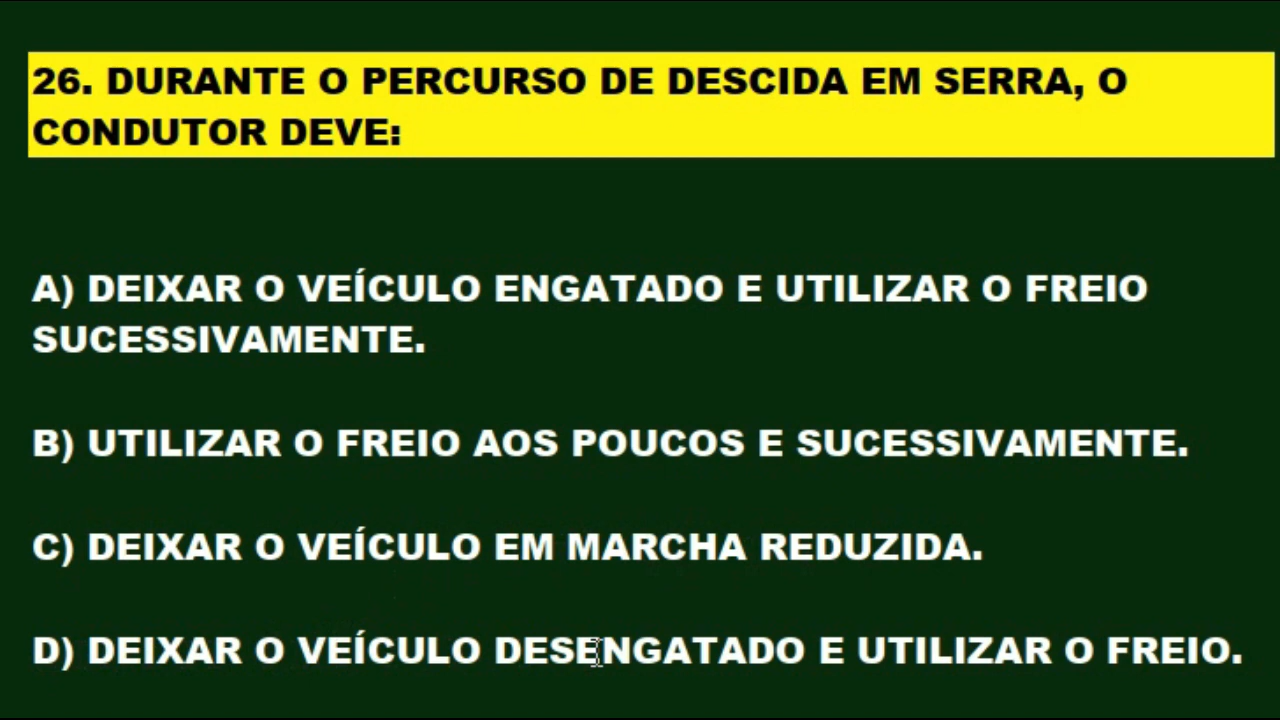 26. DURANTE O PERCURSO DE DESCIDA EM SERRA, O
CONDUTOR DEVE:
A) DEIXAR O VEÍCULO ENGATADO E UTILIZAR O FREIO
SUCESSIVAMENTE.
B) UTILIZAR O FREIO AOS POUCOS E SUCESSIVAMENTE.
C) DEIXAR O VEÍCULO EM MARCHA REDUZIDA.
D) DEIXAR O VEÍCULO DESENGATADO E UTILIZAR O FREIO.